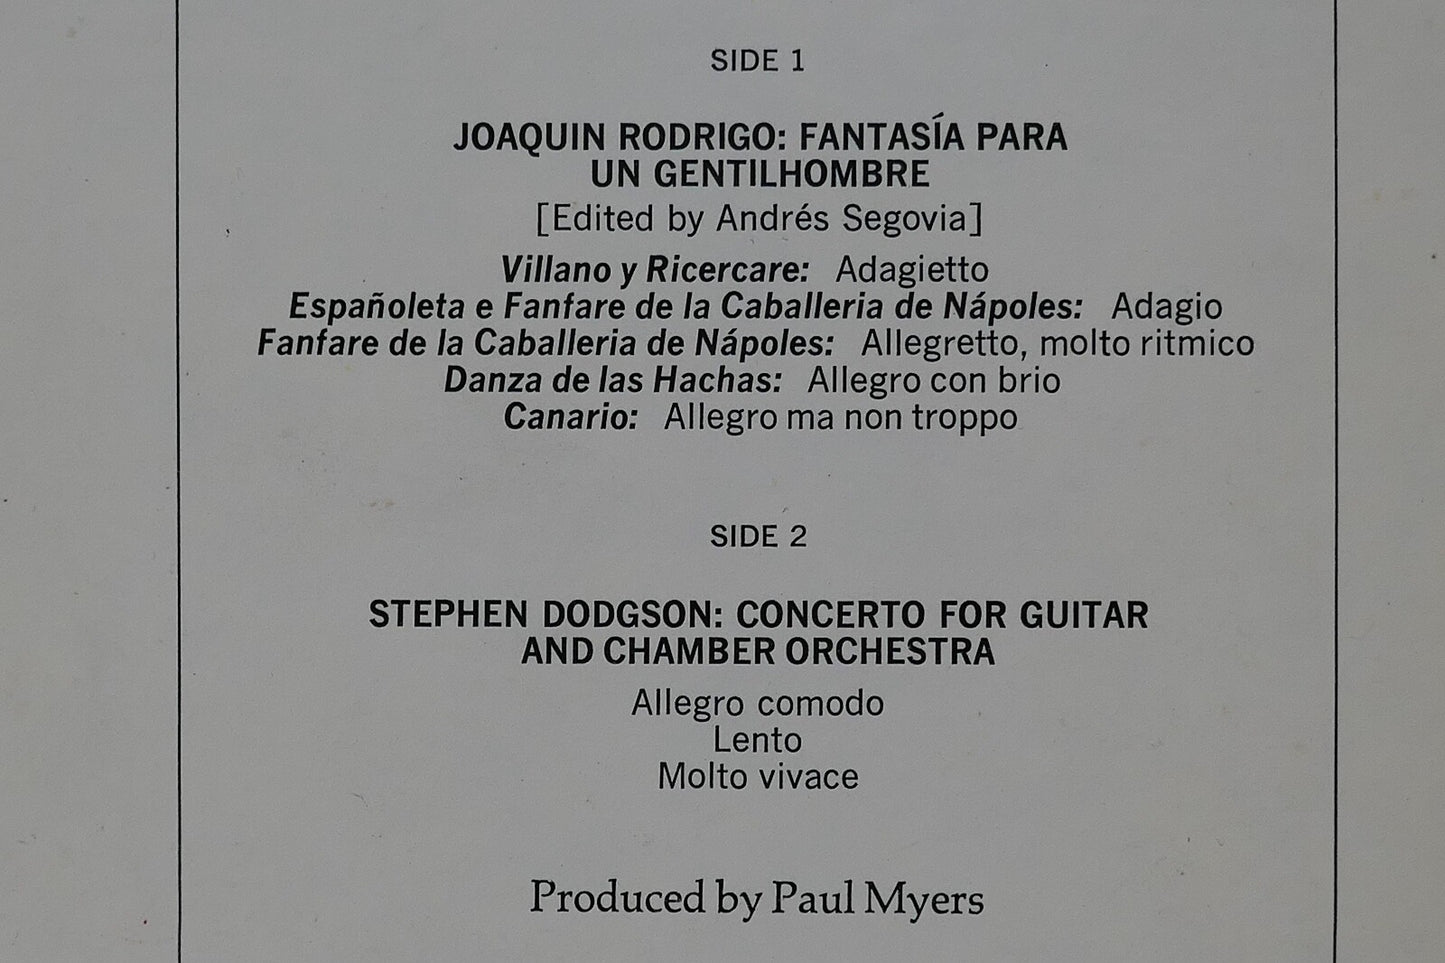 SIDE 1
JOAQUIN RODRIGO: FANTASÍA PARA
UN GENTILHOMBRE
[Edited by Andrés Segovia]
Villano y Ricercare: Adagietto
Españoleta e Fanfare de la Caballeria de Nápoles: Adagio
Fanfare de la Caballeria de Nápoles: Allegretto, molto ritmico
Danza de las Hachas: Allegro con brio
Canario: Allegro ma non troppo
SIDE 2
STEPHEN DODGSON: CONCERTO FOR GUITAR
AND CHAMBER ORCHESTRA
Allegro comodo
Lento
Molto vivace
Produced by Paul Myers